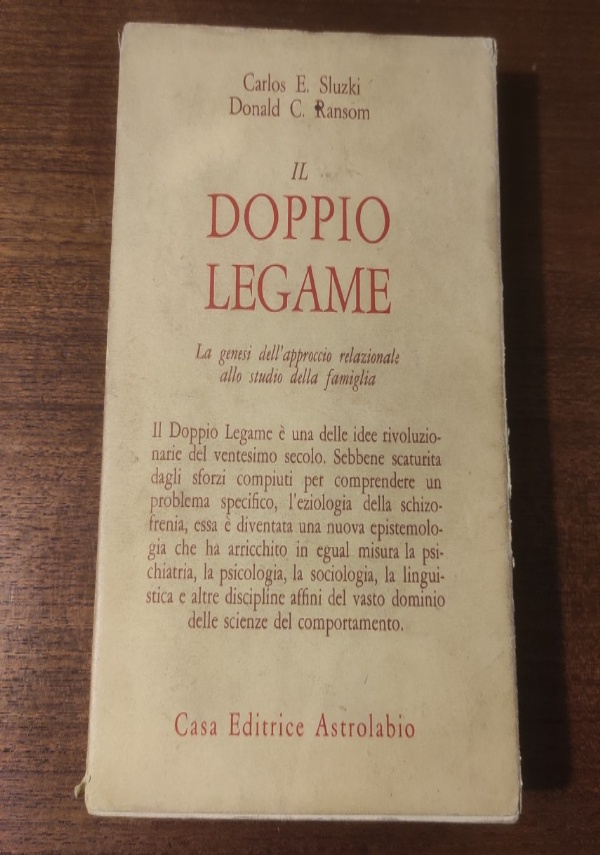 Carlos E. Sluzki
Donald C. Ransom
IL
DOPPIO
LEGAME
La genesi dell'approccio relazionale
allo studio della famiglia
Il Doppio Legame è una delle idee rivoluzio-
narie del ventesimo secolo. Sebbene scaturita
dagli sforzi compiuti per comprendere un
problema specifico, l'eziologia della schizo-
frenia, essa è diventata una nuova epistemolo-
gia che ha arricchito in egual misura la psi-
chiatria, la psicologia, la sociologia, la lingui-
stica e altre discipline affini del vasto dominio
delle scienze del comportamento.
Casa Editrice Astrolabio